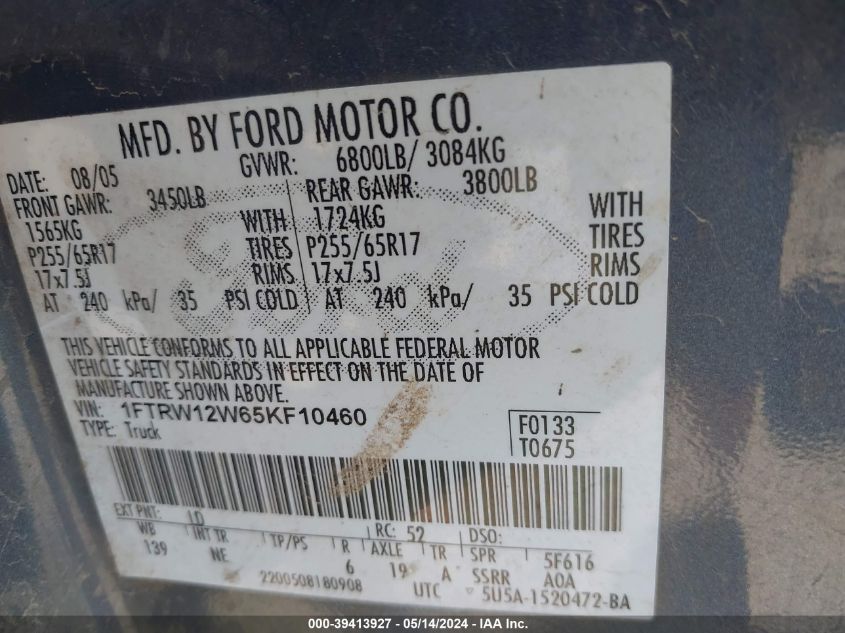 MFD. BY FORD MOTOR CO.
DATE: 08/05 GVWR: 6800LB/ 3084KG
FRONT GAWR: 3450LB REAR GAWR: 3800LB
1565KG WITH 1724KG WITH
P255/65R17 TIRES P255/65R17 TIRES
17x7.5J RIMS 17x7.5J RIMS
AT 240 kPa/ 35 PSI COLD AT 240 kPa/ 35 PSI COLD
Ford
THIS VEHICLE CONFORMS TO ALL APPLICABLE FEDERAL MOTOR
VEHICLE SAFETY STANDARDS IN EFFECT ON THE DATE OF
MANUFACTURE SHOWN ABOVE.
VIN: 1FTRW12W65KF10460 F0133
TYPE: Truck T0675
EXT PNT: LD RC: 52 DSO:
WB INT TR TP/PS R AXLE TR SPR 5F616
139 NE 6 19 A SSRR A0A
2200508180908 UTC 5U5A-1520472-BA
000-39413927 - 05/14/2024 - IAA Inc.